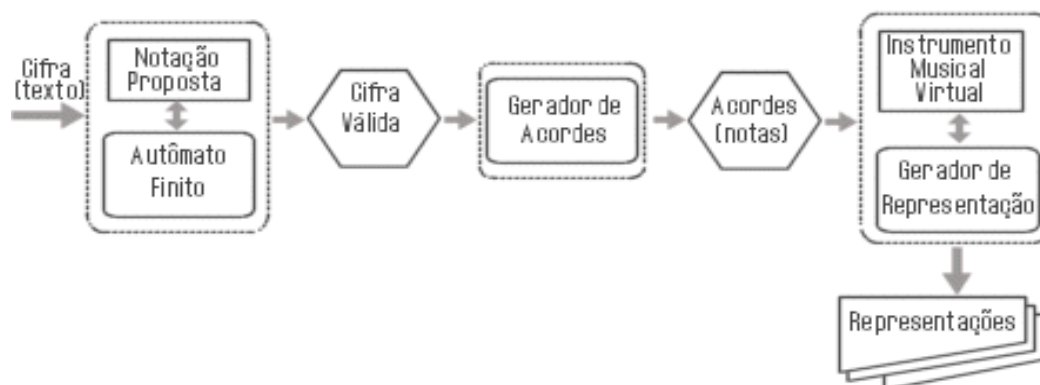 Cifra
(texto)
Notação
Proposta
Autômato
Finito
Cifra
Válida
Gerador de
Acordes
Acordes
(notas)
Instrumento
Musical
Virtual
Gerador de
Representação
Representações